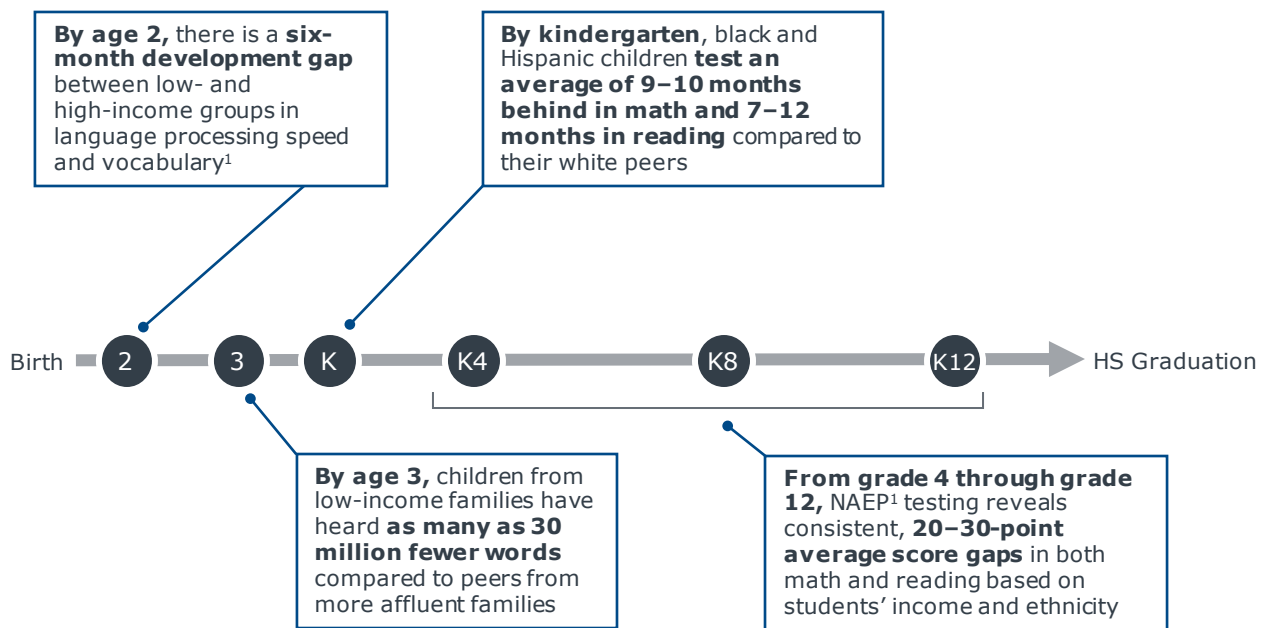 By age 2, there is a six-
month development gap
between low- and
high-income groups in
language processing speed
and vocabulary¹
By kindergarten, black and
Hispanic children test an
average of 9–10 months
behind in math and 7–12
months in reading compared to
their white peers
Birth
2
3
K
K4
K8
K12
HS Graduation
By age 3, children from
low-income families have
heard as many as 30
million fewer words
compared to peers from
more affluent families
From grade 4 through grade
12, NAEP¹ testing reveals
consistent, 20–30-point
average score gaps in both
math and reading based on
students’ income and ethnicity